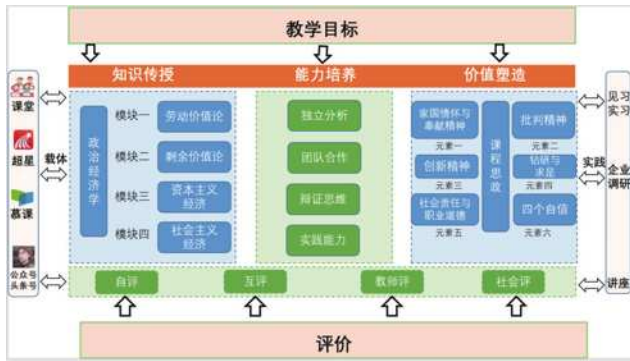 教学目标
知识传授
能力培养
价值塑造
课堂
超星
慕课
公众号
头条号
载体
政治经济学
模块一
劳动价值论
模块二
剩余价值论
模块三
资本主义
经济
模块四
社会主义
经济
独立分析
团队合作
辩证思维
实践能力
家国情怀与
奉献精神
元素一
创新精神
元素三
社会责任与
职业道德
元素五
课程思政
批判精神
元素二
钻研与
求是
元素四
四个自信
元素六
实践
见习
实习
企业
调研
讲座
自评
互评
教师评
社会评
评价